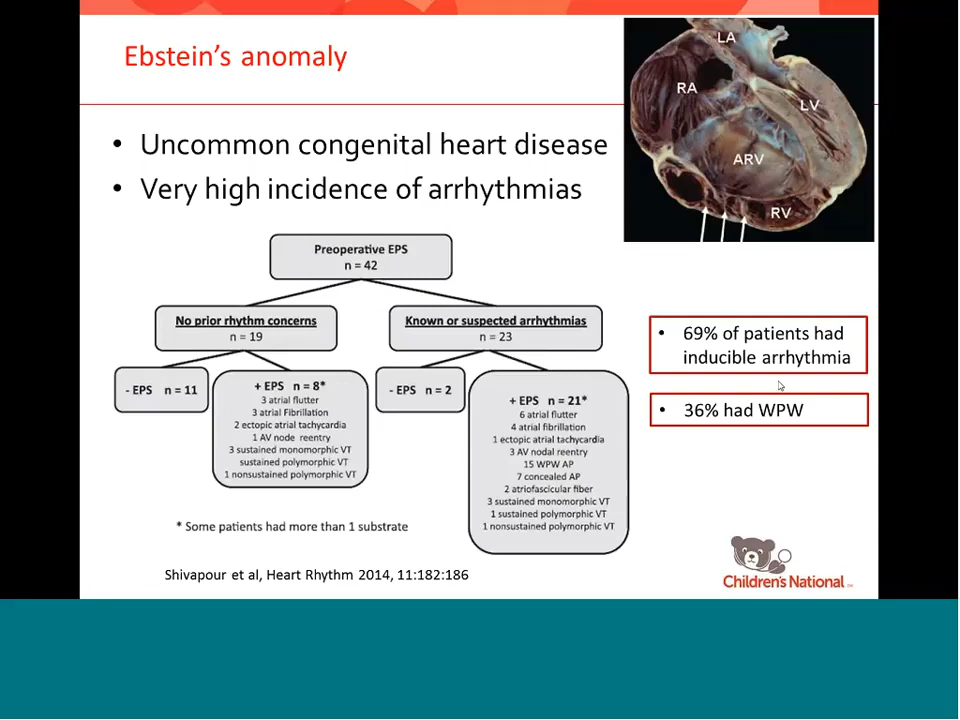 Ebstein's anomaly
• Uncommon congenital heart disease
• Very high incidence of arrhythmias
LA
RA
LV
ARV
RV
Preoperative EPS
n = 42
No prior rhythm concerns
n = 19
Known or suspected arrhythmias
n = 23
- EPS n = 11
+ EPS n = 8*
3 atrial flutter
3 atrial Fibrillation
2 ectopic atrial tachycardia
1 AV node reentry
3 sustained monomorphic VT
sustained polymorphic VT
1 nonsustained polymorphic VT
- EPS n = 2
+ EPS n = 21*
6 atrial flutter
4 atrial fibrillation
1 ectopic atrial tachycardia
3 AV nodal reentry
15 WPW AP
7 concealed AP
2 atriofascicular fiber
3 sustained monomorphic VT
1 sustained polymorphic VT
1 nonsustained polymorphic VT
* Some patients had more than 1 substrate
• 69% of patients had
inducible arrhythmia
• 36% had WPW
Shivapour et al, Heart Rhythm 2014, 11:182:186
Children's National